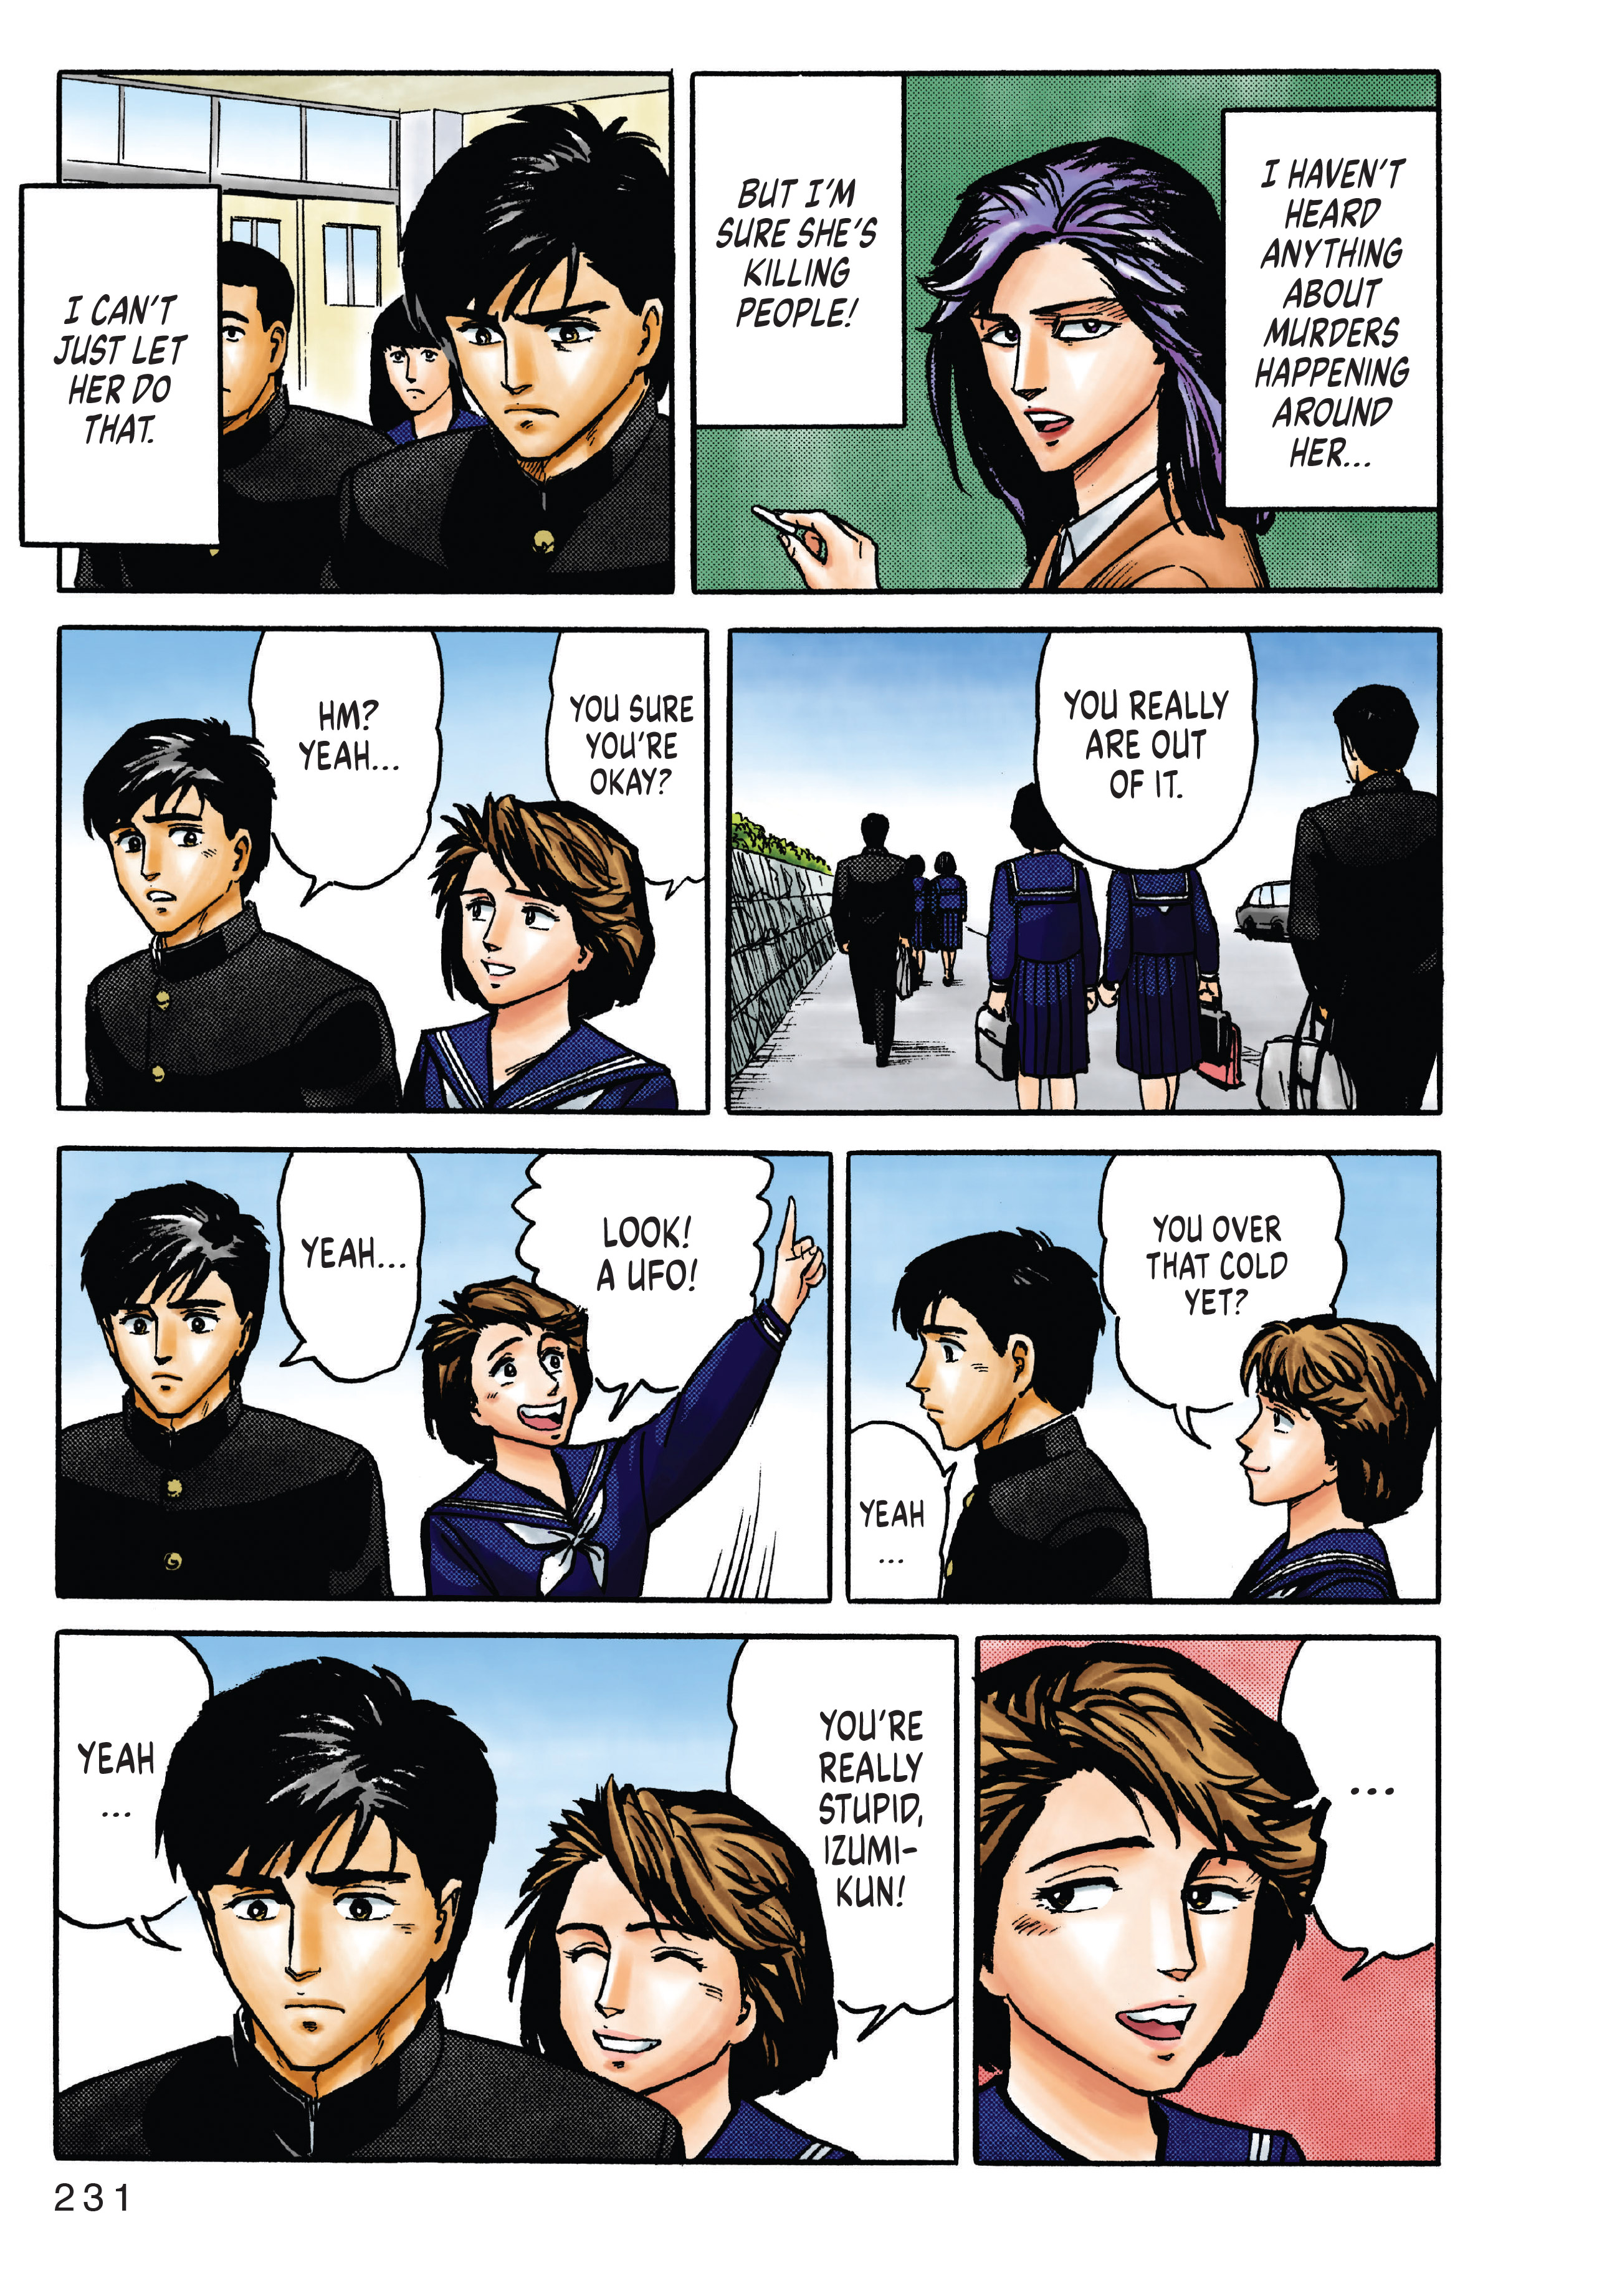 I HAVEN'T
HEARD
ANYTHING
ABOUT
MURDERS
HAPPENING
AROUND
HER...
BUT I'M
SURE SHE'S
KILLING
PEOPLE!
I CAN'T
JUST LET
HER DO
THAT.
YOU REALLY
ARE OUT
OF IT.
YOU SURE
YOU'RE
OKAY?
HM?
YEAH...
YOU OVER
THAT COLD
YET?
YEAH
...
LOOK!
A UFO!
YEAH...
...
YOU'RE
REALLY
STUPID,
IZUMI-
KUN!
YEAH
...
231